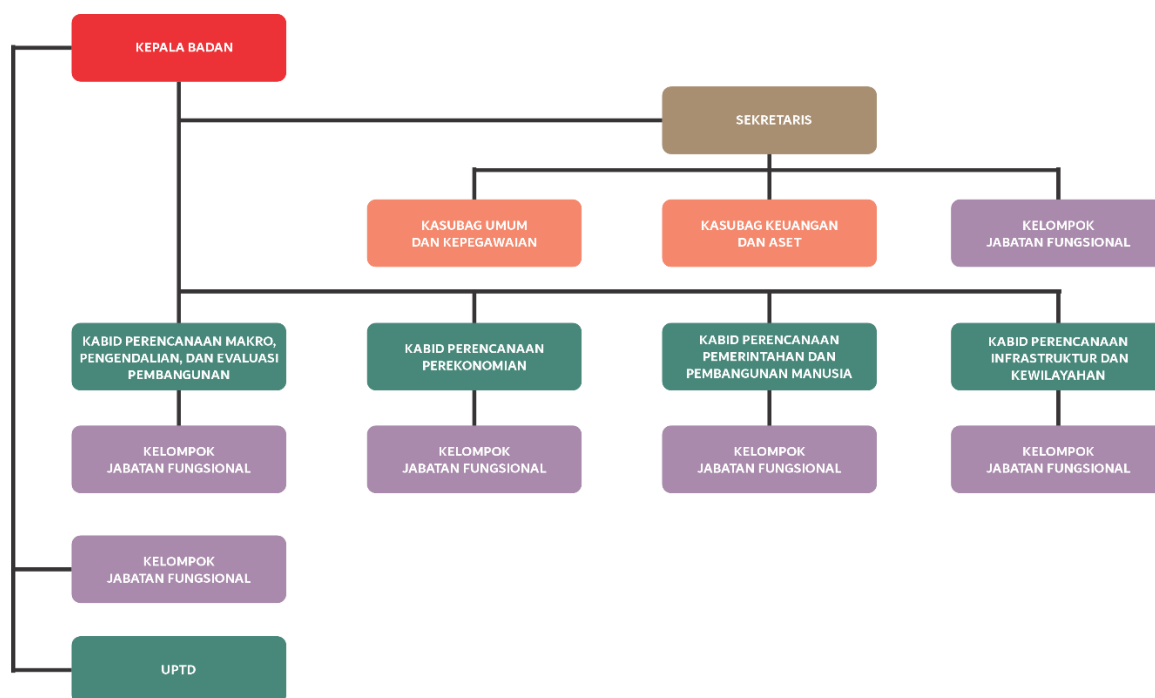 KEPALA BADAN
SEKRETARIS
KASUBAG UMUM
DAN KEPEGAWAIAN
KASUBAG KEUANGAN
DAN ASET
KELOMPOK
JABATAN FUNGSIONAL
KABID PERENCANAAN MAKRO,
PENGENDALIAN, DAN EVALUASI
PEMBANGUNAN
KABID PERENCANAAN
PEREKONOMIAN
KABID PERENCANAAN
PEMERINTAHAN DAN
PEMBANGUNAN MANUSIA
KABID PERENCANAAN
INFRASTRUKTUR DAN
KEWILAYAHAN
KELOMPOK
JABATAN FUNGSIONAL
KELOMPOK
JABATAN FUNGSIONAL
KELOMPOK
JABATAN FUNGSIONAL
KELOMPOK
JABATAN FUNGSIONAL
KELOMPOK
JABATAN FUNGSIONAL
UPTD